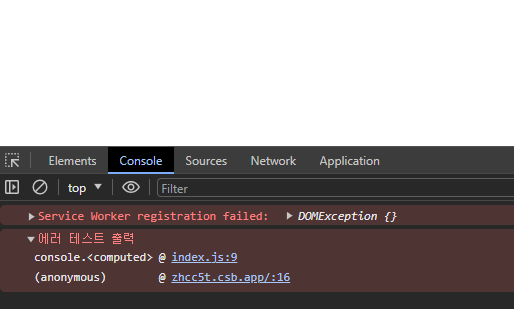 Elements Console Sources Network Application
top Filter
Service Worker registration failed: DOMException {}
에러 테스트 출력
console.<computed> @ index.js:9
(anonymous) @ zhcc5t.csb.app/:16